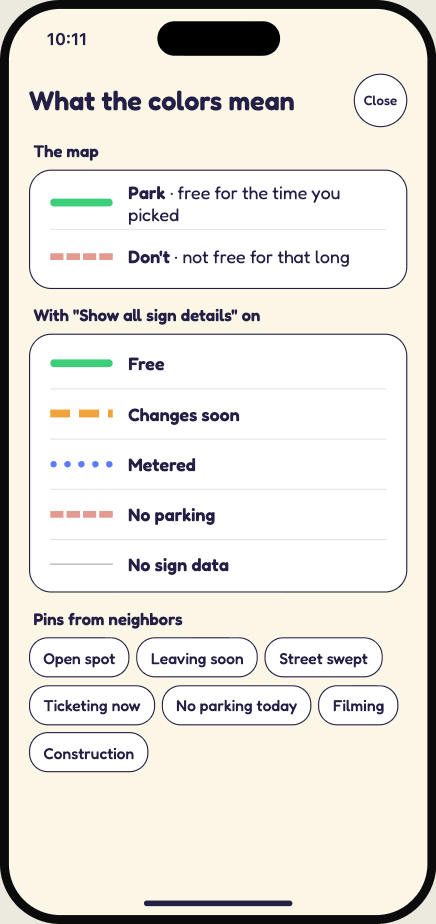 10:11
What the colors mean
Close
The map
Park · free for the time you
picked
Don't · not free for that long
With "Show all sign details" on
Free
Changes soon
Metered
No parking
No sign data
Pins from neighbors
Open spot
Leaving soon
Street swept
Ticketing now
No parking today
Filming
Construction